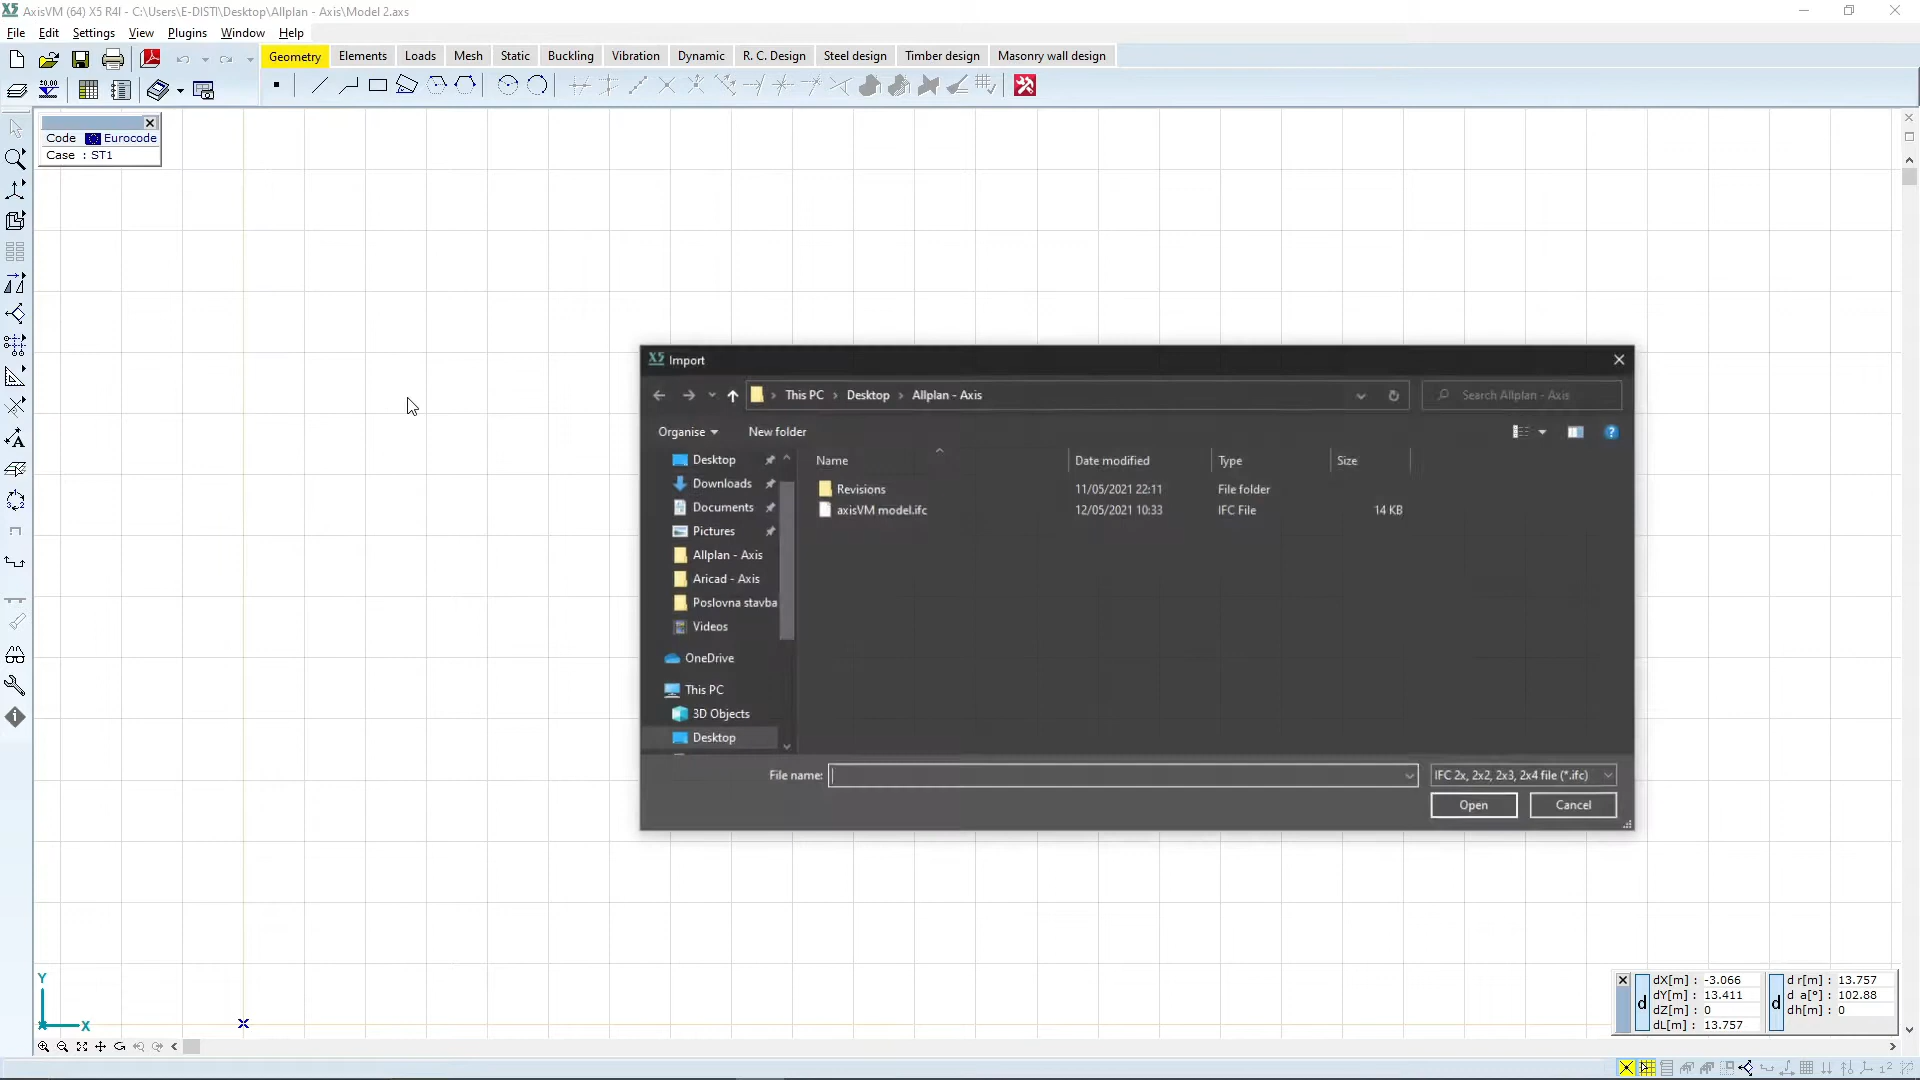 X5 AxisVM (64) X5 R4I - C:\Users\E-DISTI\Desktop\Allplan - Axis\Model 2.axs
File Edit Settings View Plugins Window Help
Geometry Elements Loads Mesh Static Buckling Vibration Dynamic R. C. Design Steel design Timber design Masonry wall design
Code Eurocode
Case : ST1
X5 Import
This PC Desktop Allplan - Axis Search Allplan - Axis
Organise New folder
Name Date modified Type Size
Revisions 11/05/2021 22:11 File folder
axisVM model.ifc 12/05/2021 10:33 IFC File 14 KB
Desktop
Downloads
Documents
Pictures
Allplan - Axis
Aricad - Axis
Poslovna stavba
Videos
OneDrive
This PC
3D Objects
Desktop
File name: IFC 2x, 2x2, 2x3, 2x4 file (*.ifc)
Open Cancel
Y
X
d
dX[m] : -3.066
dY[m] : 13.411
dZ[m] : 0
dL[m] : 13.757
d
d r[m] : 13.757
d a[°] : 102.88
dh[m] : 0